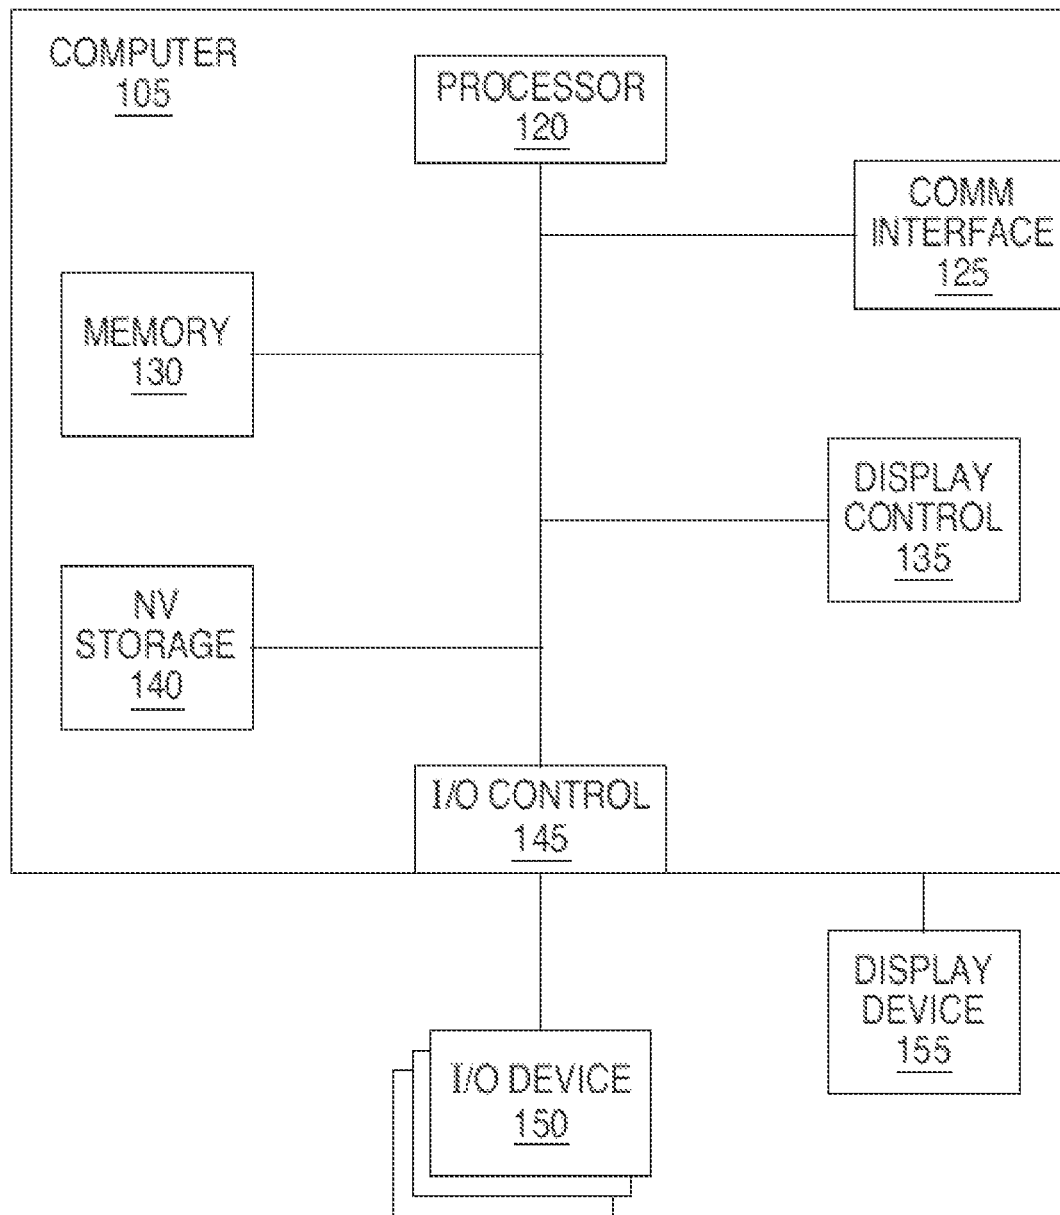 COMPUTER
105
PROCESSOR
120
COMM
INTERFACE
125
MEMORY
130
DISPLAY
CONTROL
135
NV
STORAGE
140
I/O CONTROL
145
DISPLAY
DEVICE
155
I/O DEVICE
150